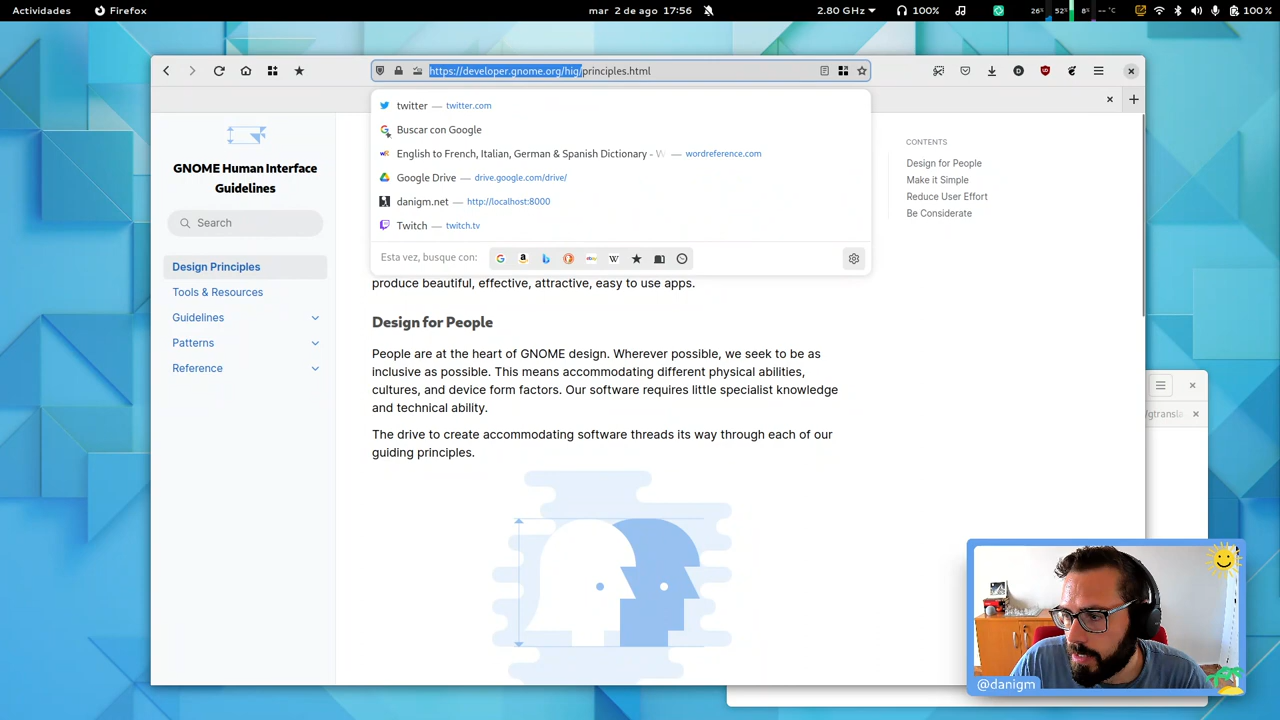 Actividades
Firefox
mar 2 de ago 17:56
2.80 GHz
100%
26%
52%
8%
-- °C
100 %
https://developer.gnome.org/hig/principles.html
twitter — twitter.com
Buscar con Google
English to French, Italian, German & Spanish Dictionary - W — wordreference.com
Google Drive — drive.google.com/drive/
danigm.net — http://localhost:8000
Twitch — twitch.tv
Esta vez, busque con:
GNOME Human Interface
Guidelines
Search
Design Principles
Tools & Resources
Guidelines
Patterns
Reference
produce beautiful, effective, attractive, easy to use apps.
Design for People
People are at the heart of GNOME design. Wherever possible, we seek to be as
inclusive as possible. This means accommodating different physical abilities,
cultures, and device form factors. Our software requires little specialist knowledge
and technical ability.
The drive to create accommodating software threads its way through each of our
guiding principles.
CONTENTS
Design for People
Make it Simple
Reduce User Effort
Be Considerate
/gtransla
@danigm